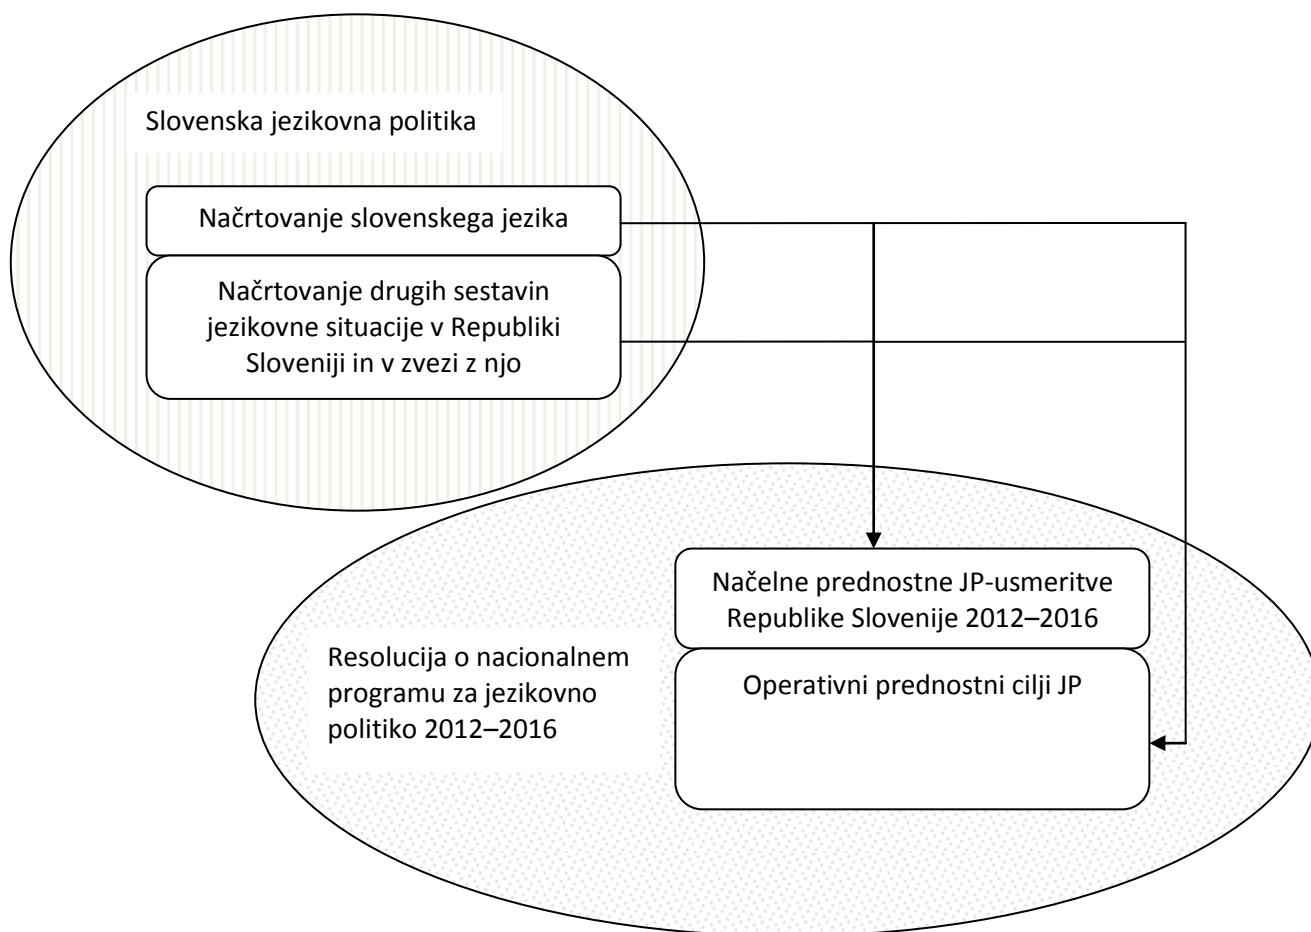 Slovenska jezikovna politika
Načrtovanje slovenskega jezika
Načrtovanje drugih sestavin
jezikovne situacije v Republiki
Sloveniji in v zvezi z njo
Načelne prednostne JP-usmeritve
Republike Slovenije 2012–2016
Resolucija o nacionalnem
programu za jezikovno
politiko 2012–2016
Operativni prednostni cilji JP